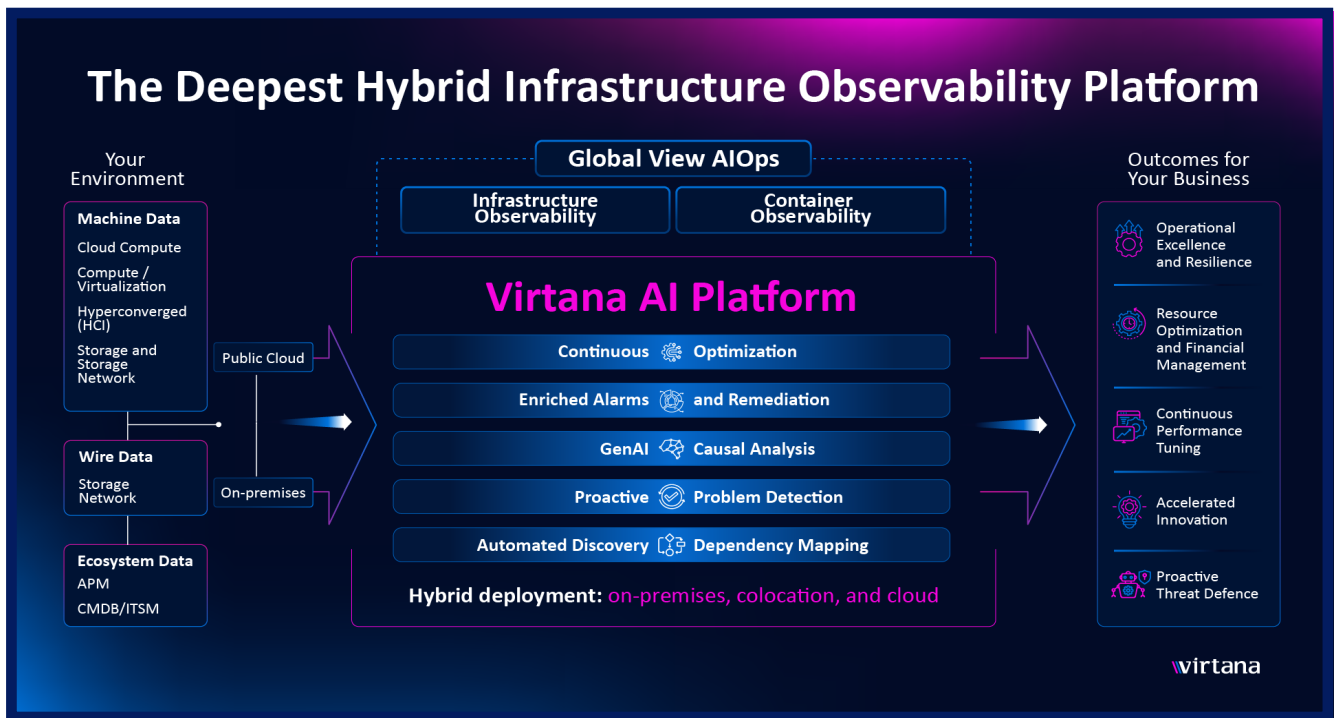 The Deepest Hybrid Infrastructure Observability Platform
Your
Environment
Machine Data
Cloud Compute
Compute /
Virtualization
Hyperconverged
(HCI)
Storage and
Storage
Network
Wire Data
Storage
Network
Ecosystem Data
APM
CMDB/ITSM
Public Cloud
On-premises
Global View AIOps
Infrastructure
Observability
Container
Observability
Virtana AI Platform
Continuous Optimization
Enriched Alarms and Remediation
GenAI Causal Analysis
Proactive Problem Detection
Automated Discovery Dependency Mapping
Hybrid deployment: on-premises, colocation, and cloud
Outcomes for
Your Business
Operational
Excellence
and Resilience
Resource
Optimization
and Financial
Management
Continuous
Performance
Tuning
Accelerated
Innovation
Proactive
Threat Defence
virtana